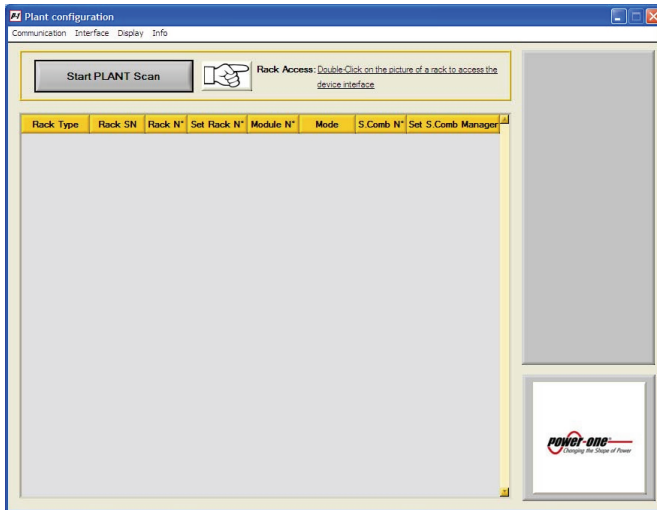 Plant configuration
Communication Interface Display Info
Start PLANT Scan
Rack Access: Double-Click on the picture of a rack to access the
device interface
Rack Type Rack SN Rack N° Set Rack N° Module N° Mode S.Comb N° Set S.Comb Manager
power-one
Changing the Shape of Power